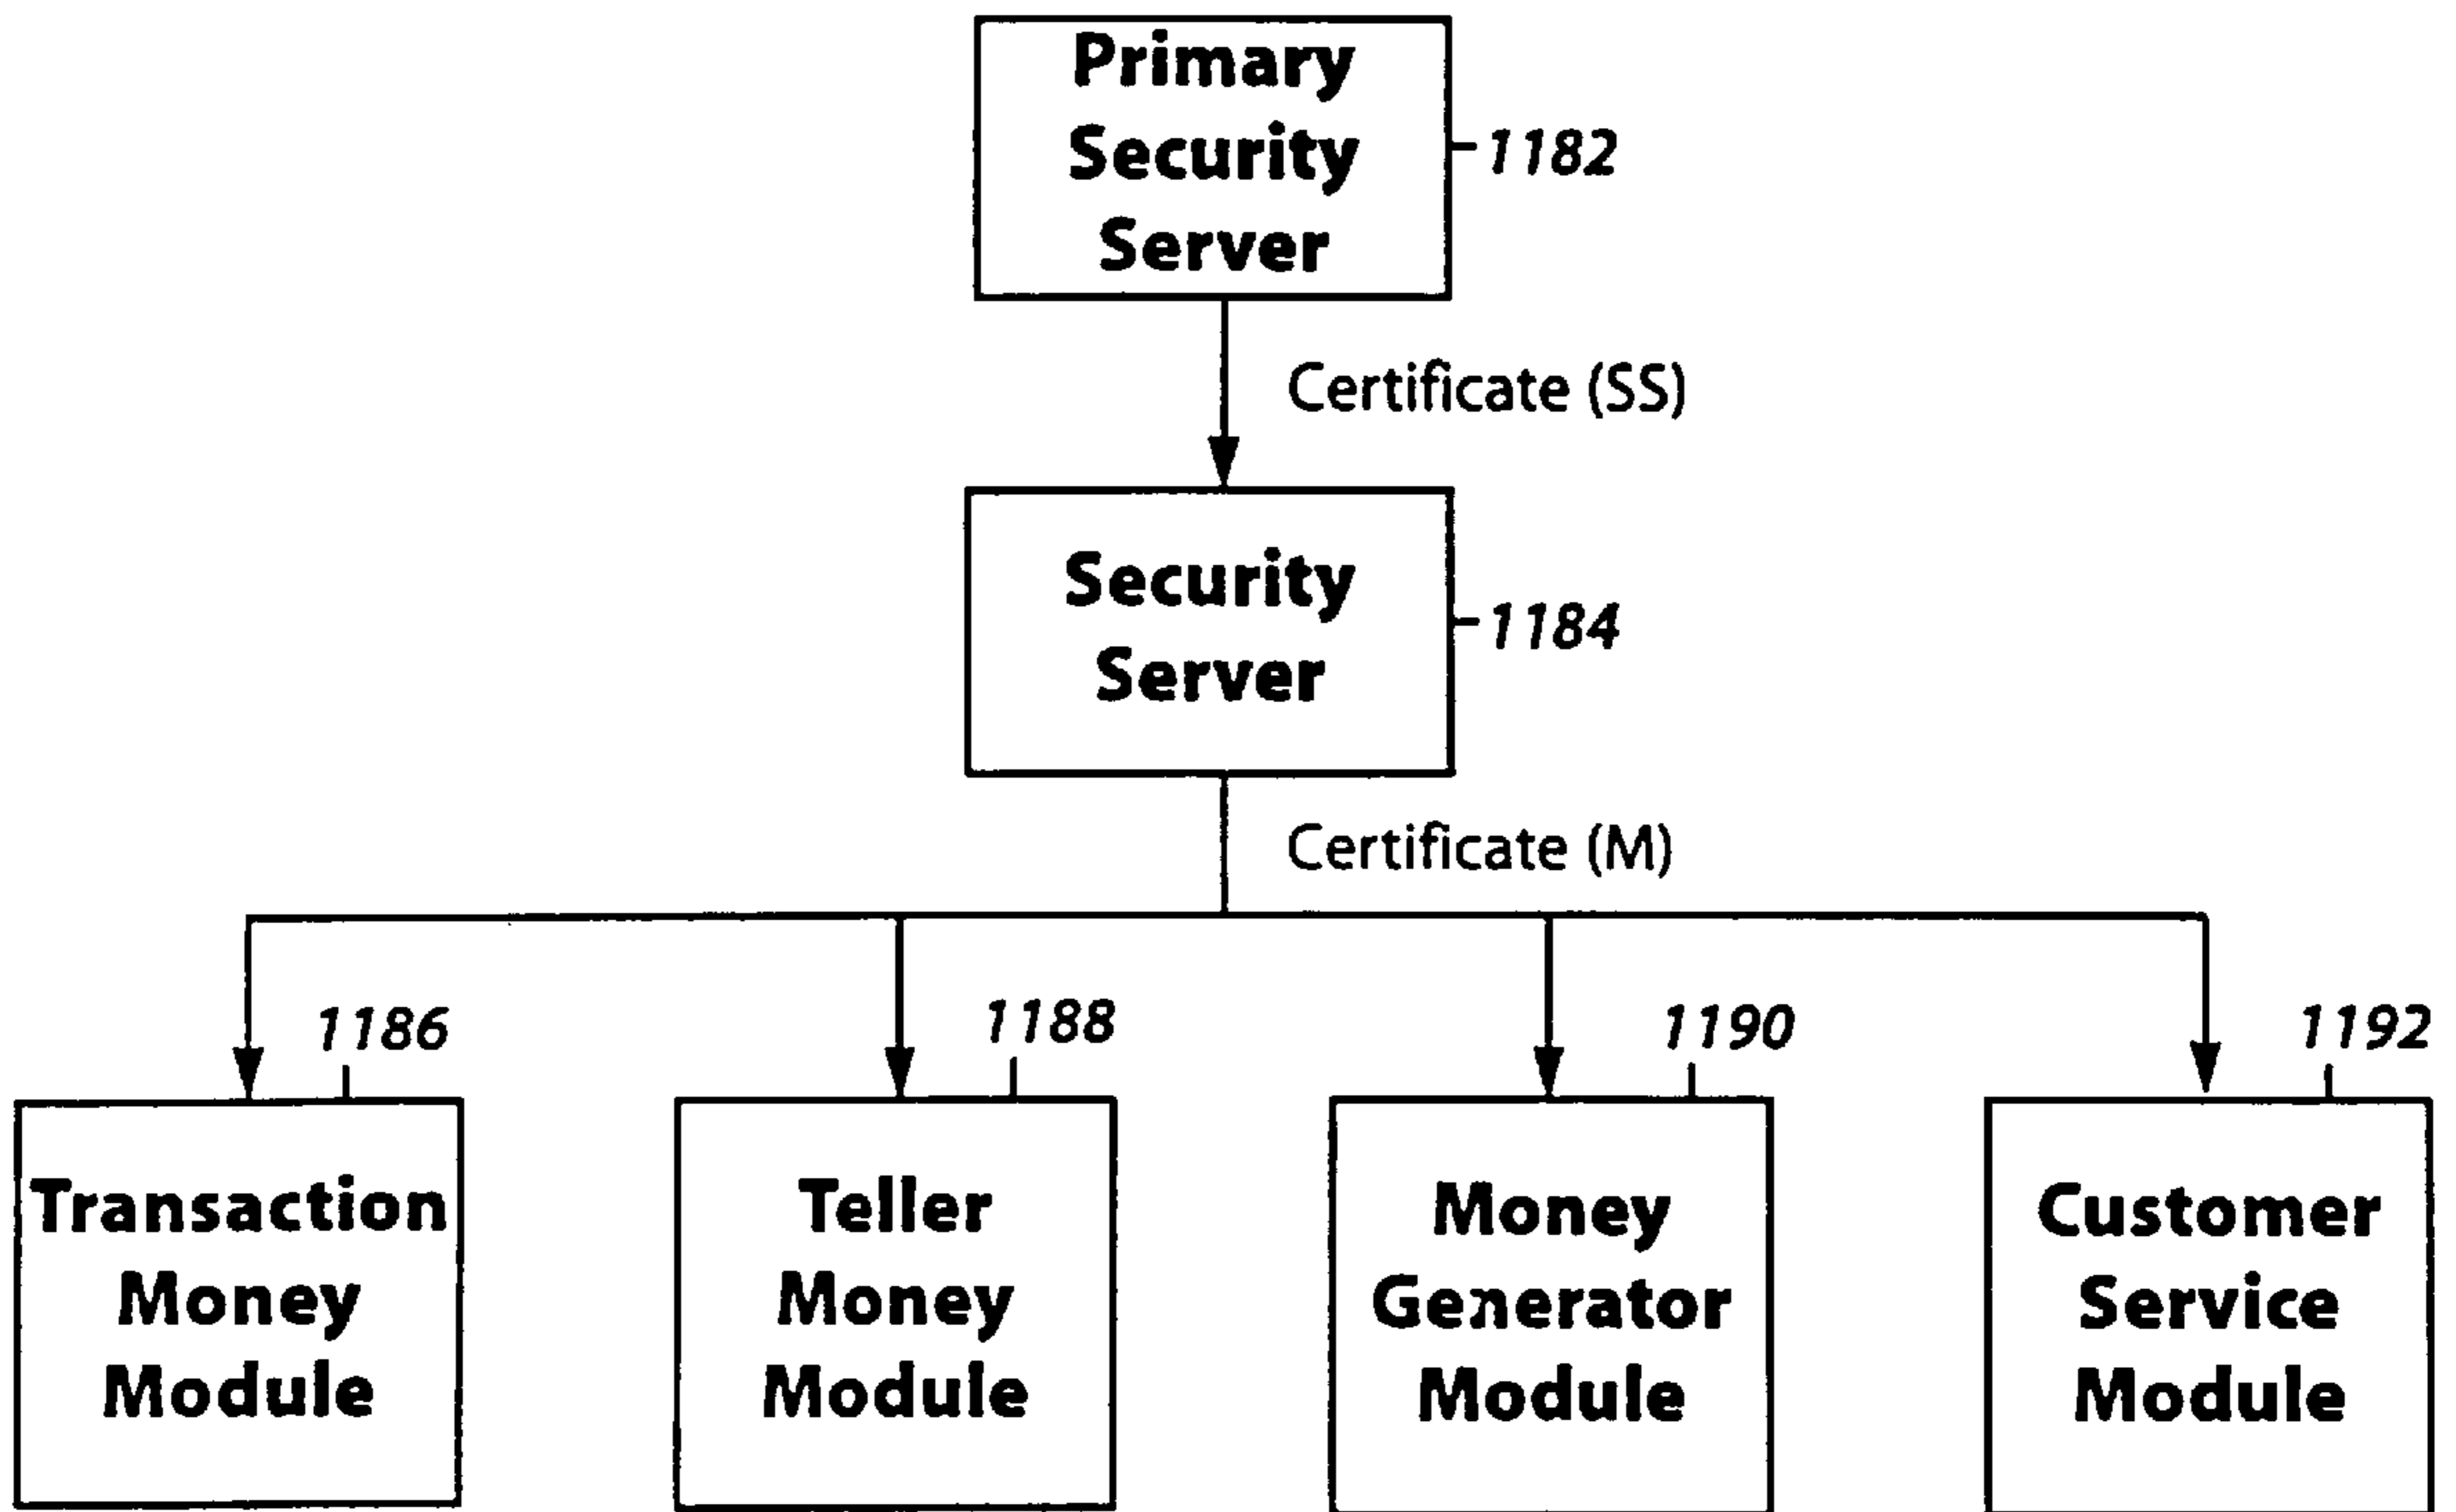 Primary
Security
Server
1182
Certificate (SS)
Security
Server
1184
Certificate (M)
1186
1188
1190
1192
Transaction
Money
Module
Teller
Money
Module
Money
Generator
Module
Customer
Service
Module